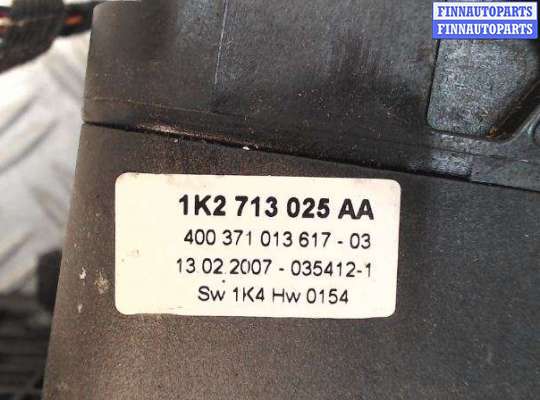 FINNAUTOPARTS
FINNAUTOPARTS
1K2 713 025 AA
400 371 013 617 - 03
13.02.2007 - 035412-1
Sw 1K4 Hw 0154